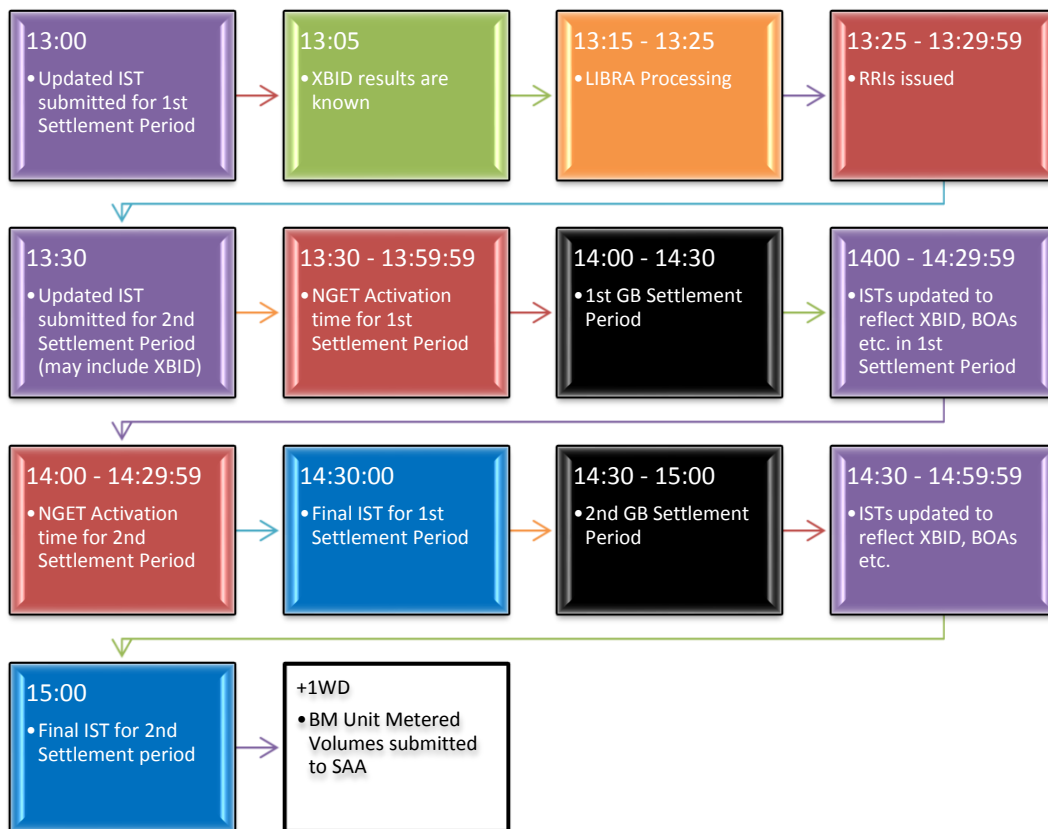 13:00
•Updated IST
submitted for 1st
Settlement Period
13:05
•XBID results are
known
13:15 - 13:25
•LIBRA Processing
13:25 - 13:29:59
•RRIs issued
13:30
•Updated IST
submitted for 2nd
Settlement Period
(may include XBID)
13:30 - 13:59:59
•NGET Activation
time for 1st
Settlement Period
14:00 - 14:30
•1st GB Settlement
Period
1400 - 14:29:59
•ISTs updated to
reflect XBID, BOAs
etc. in 1st
Settlement Period
14:00 - 14:29:59
•NGET Activation
time for 2nd
Settlement Period
14:30:00
•Final IST for 1st
Settlement Period
14:30 - 15:00
•2nd GB Settlement
Period
14:30 - 14:59:59
•ISTs updated to
reflect XBID, BOAs
etc.
15:00
•Final IST for 2nd
Settlement period
+1WD
•BM Unit Metered
Volumes submitted
to SAA